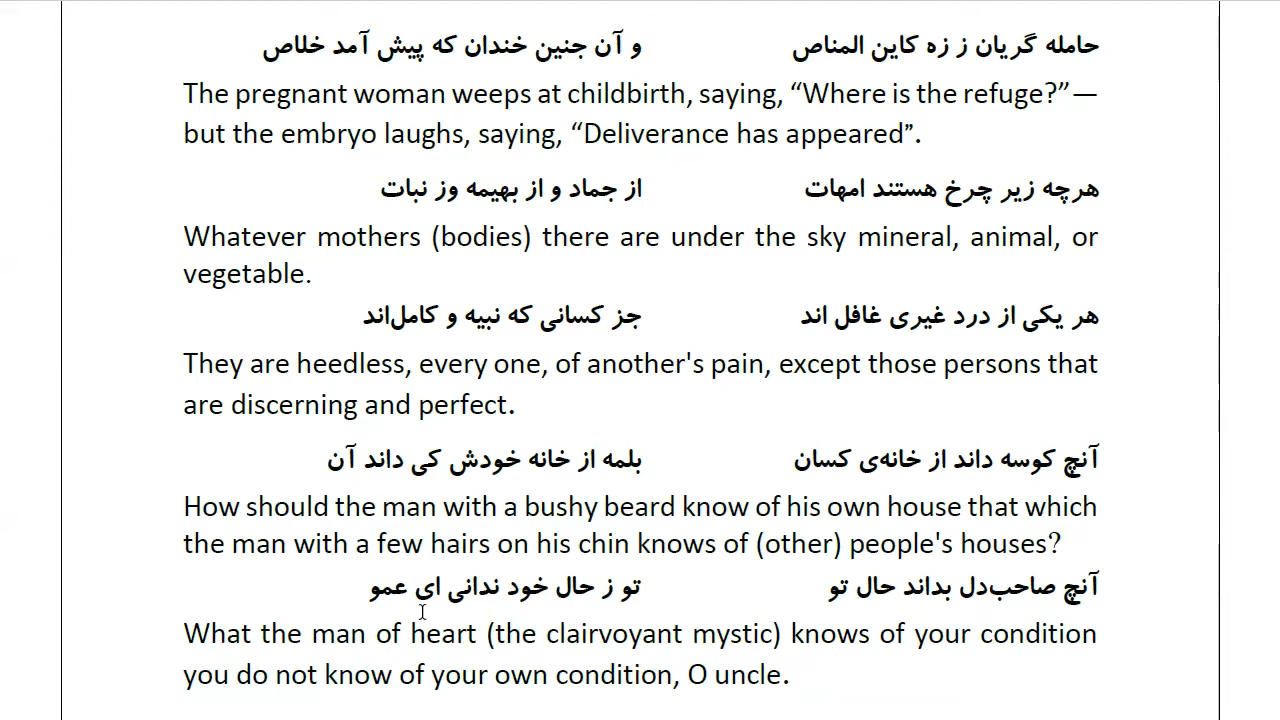 حامله گریان ز زه کاین المناص و آن جنین خندان که پیش آمد خلاص
The pregnant woman weeps at childbirth, saying, “Where is the refuge?”—
but the embryo laughs, saying, “Deliverance has appeared”.
هرچه زیر چرخ هستند امهات از جماد و از بهیمه وز نبات
Whatever mothers (bodies) there are under the sky mineral, animal, or
vegetable.
هر یکی از درد غیری غافل اند جز کسانی که نبیه و کامل‌اند
They are heedless, every one, of another's pain, except those persons that
are discerning and perfect.
آنچ کوسه داند از خانه‌ی کسان بلمه از خانه خودش کی داند آن
How should the man with a bushy beard know of his own house that which
the man with a few hairs on his chin knows of (other) people's houses?
آنچ صاحب‌دل بداند حال تو تو ز حال خود ندانی ای عمو
What the man of heart (the clairvoyant mystic) knows of your condition
you do not know of your own condition, O uncle.